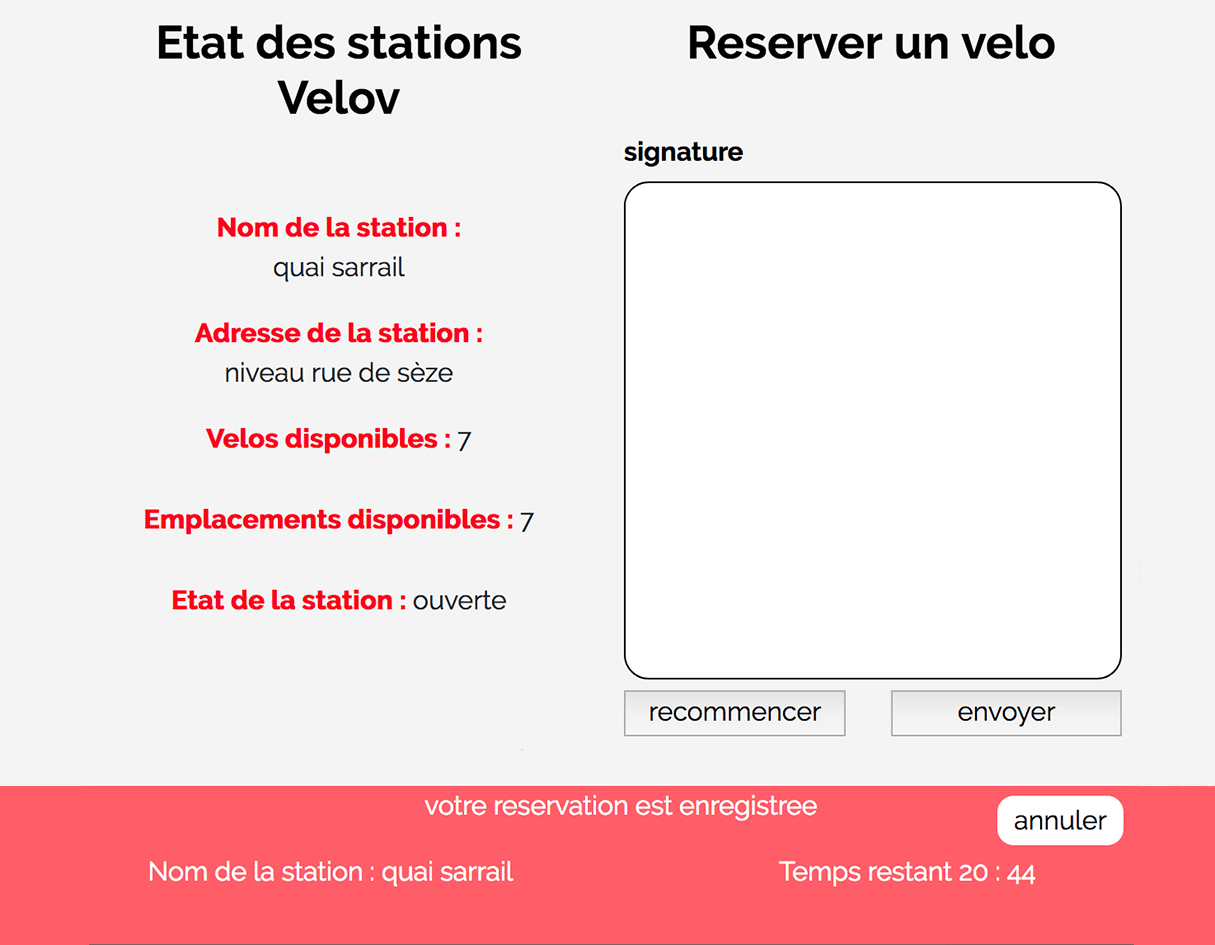 Etat des stations
Velov
Nom de la station :
quai sarrail
Adresse de la station :
niveau rue de sèze
Velos disponibles : 7
Emplacements disponibles : 7
Etat de la station : ouverte
Reserver un velo
signature
recommencer
envoyer
votre reservation est enregistree
annuler
Nom de la station : quai sarrail
Temps restant 20 : 44